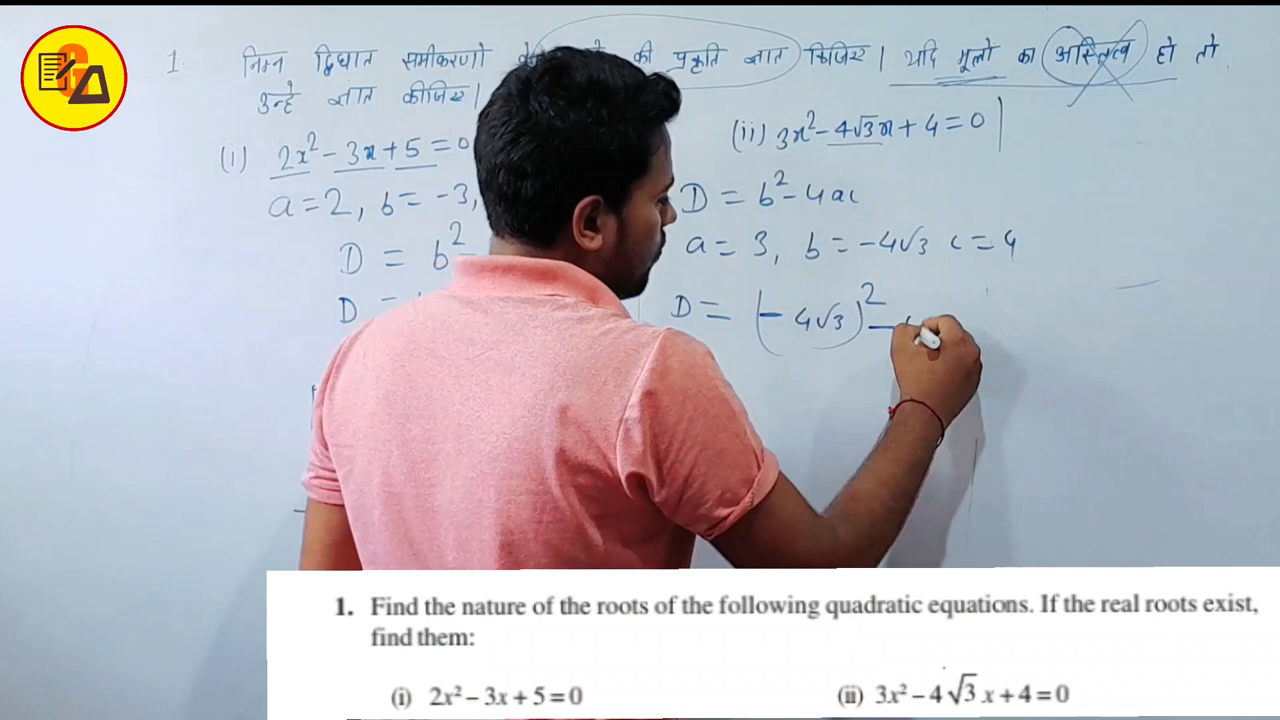 1. निम्न द्विघात समीकरणो की प्रकृति ज्ञात किजिए। यदि मूलो का अस्तित्व हो तो
उन्हे ज्ञात कीजिए।
(i) 2x² - 3x + 5 = 0
a = 2, b = -3,
D = b²
D =
(ii) 3x² - 4√3x + 4 = 0
D = b² - 4ac
a = 3, b = -4√3 c = 4
D = (- 4√3)² -
1. Find the nature of the roots of the following quadratic equations. If the real roots exist,
find them:
(i) 2x² – 3x + 5 = 0 (ii) 3x² – 4√3 x + 4 = 0